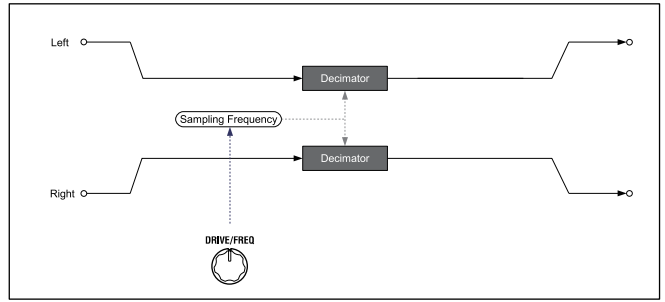 Left
Decimator
Sampling Frequency
Decimator
Right
DRIVE/FREQ